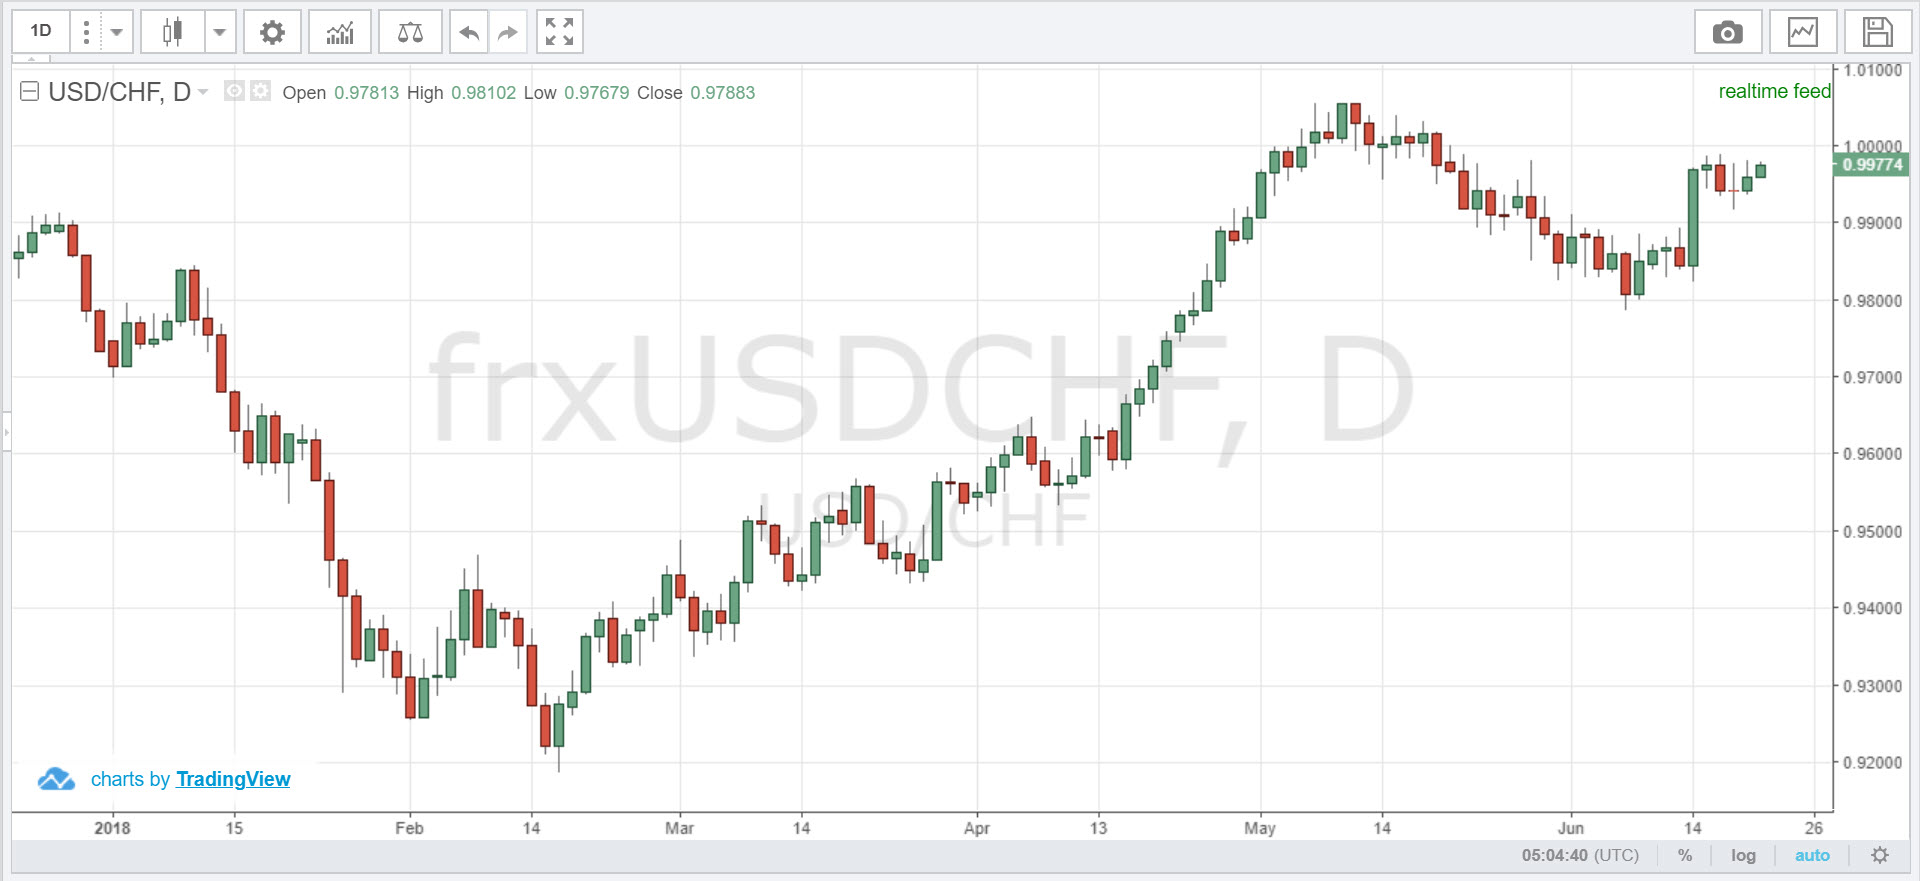 1D
USD/CHF, D Open 0.97813 High 0.98102 Low 0.97679 Close 0.97883
realtime feed
1.01000
1.00000
0.99774
0.99000
0.98000
0.97000
0.96000
0.95000
0.94000
0.93000
0.92000
frxUSDCHF, D
USD/CHF
charts by TradingView
2018 15 Feb 14 Mar 14 Apr 13 May 14 Jun 14 26
05:04:40 (UTC) % log auto